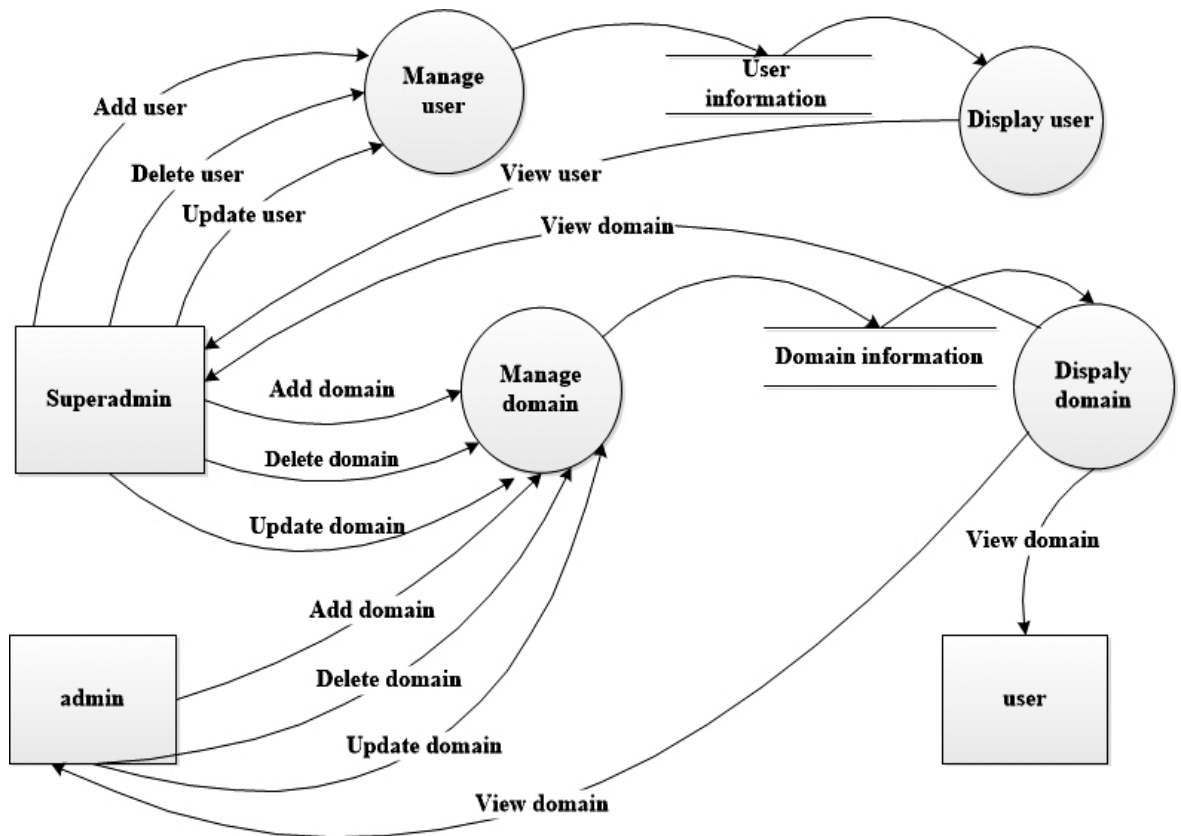 Manage
user
User
information
Display user
Add user
Delete user
Update user
View user
View domain
Superadmin
Add domain
Delete domain
Update domain
Manage
domain
Domain information
Dispaly
domain
View domain
Add domain
Delete domain
Update domain
View domain
admin
user